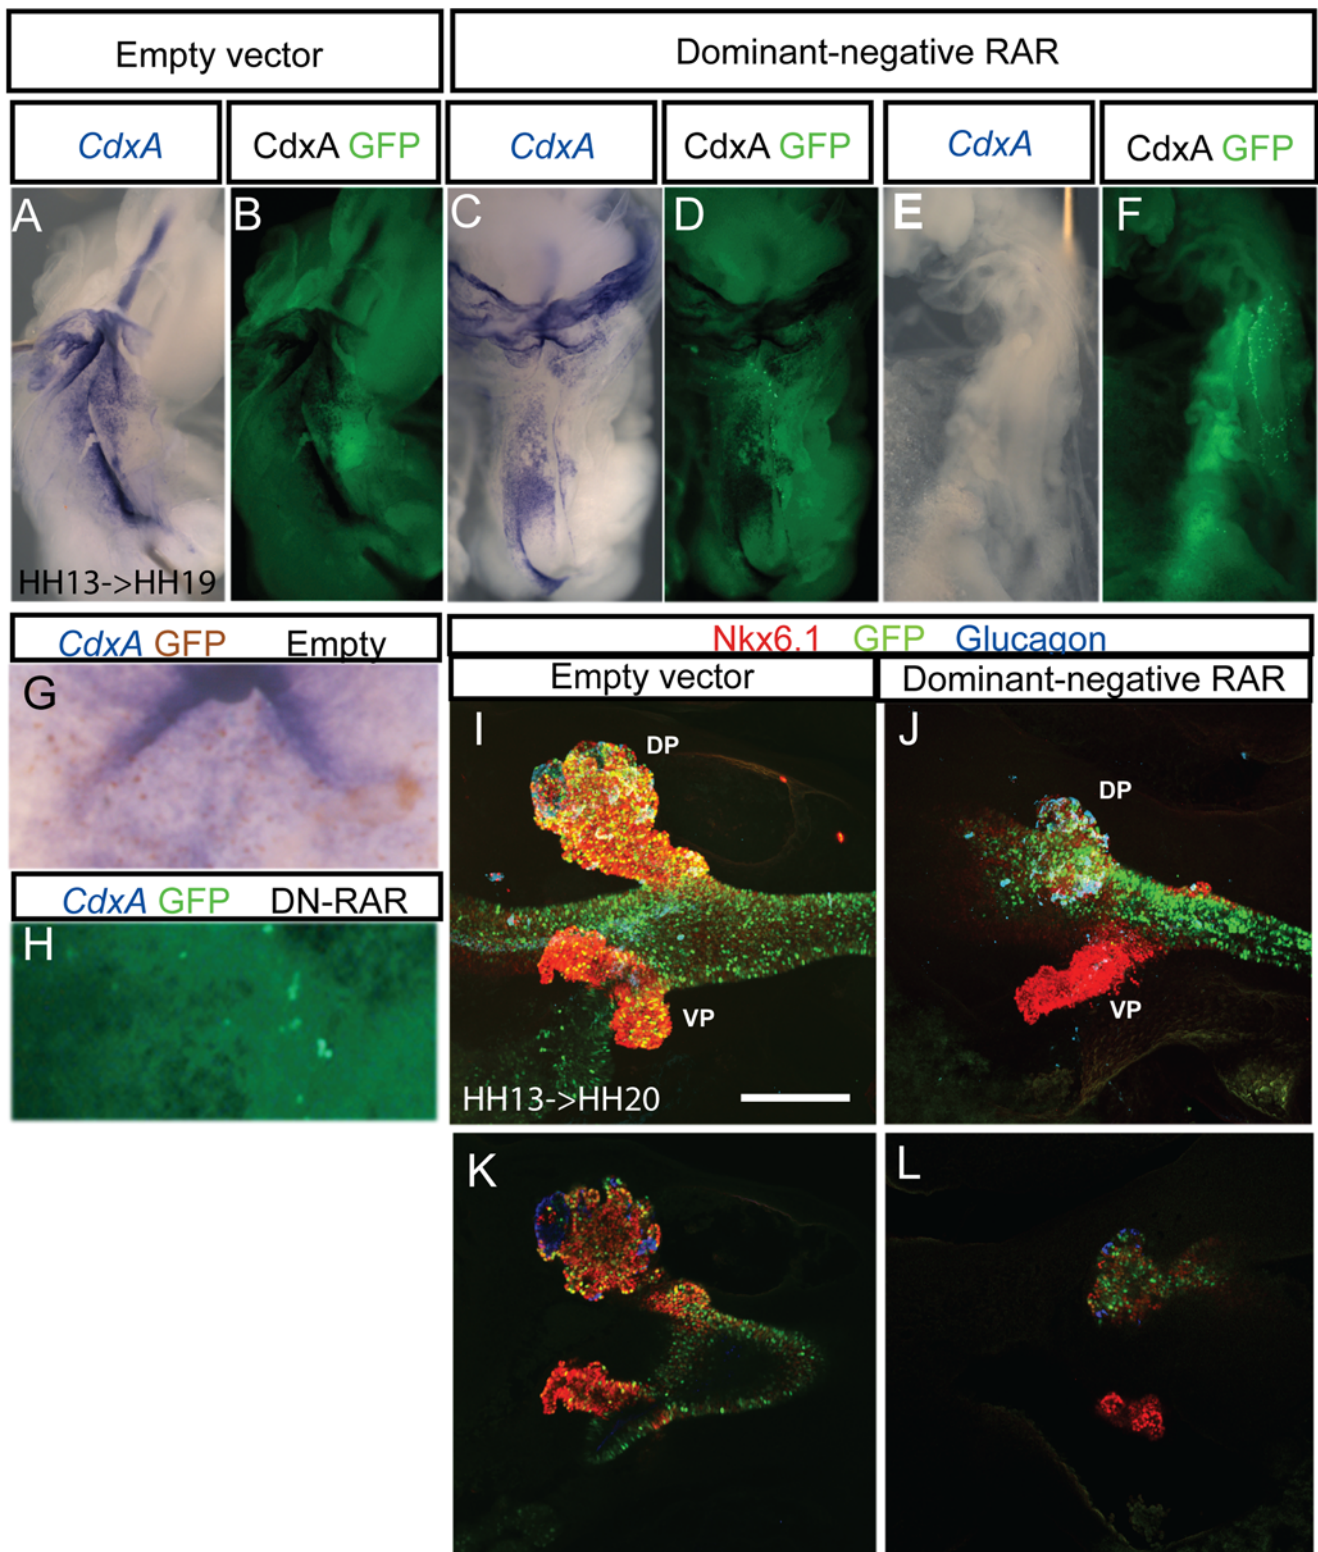 Empty vector
Dominant-negative RAR
CdxA
CdxA GFP
CdxA
CdxA GFP
CdxA
CdxA GFP
A
B
C
D
E
F
HH13->HH19
CdxA GFP Empty
G
CdxA GFP DN-RAR
H
Nkx6.1 GFP Glucagon
Empty vector
Dominant-negative RAR
I
DP
VP
HH13->HH20
J
DP
VP
K
L